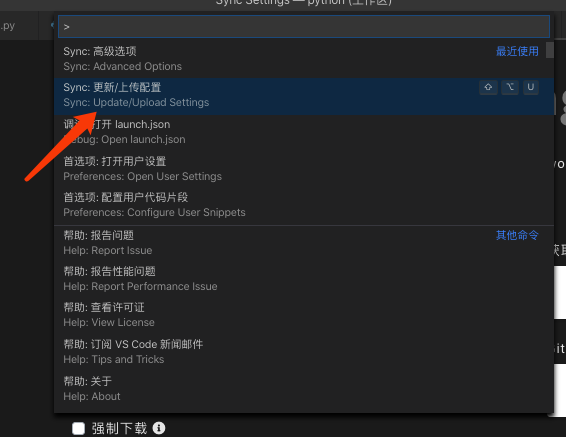 Sync Settings — python (工作区)
.py
>
Sync: 高级选项
最近使用
Sync: Advanced Options
Sync: 更新/上传配置
⇧ ⌥ U
Sync: Update/Upload Settings
打开 launch.json
Debug: Open launch.json
首选项: 打开用户设置
Preferences: Open User Settings
首选项: 配置用户代码片段
Preferences: Configure User Snippets
帮助: 报告问题
其他命令
Help: Report Issue
帮助: 报告性能问题
Help: Report Performance Issue
帮助: 查看许可证
Help: View License
帮助: 订阅 VS Code 新闻邮件
Help: Tips and Tricks
帮助: 关于
Help: About
强制下载